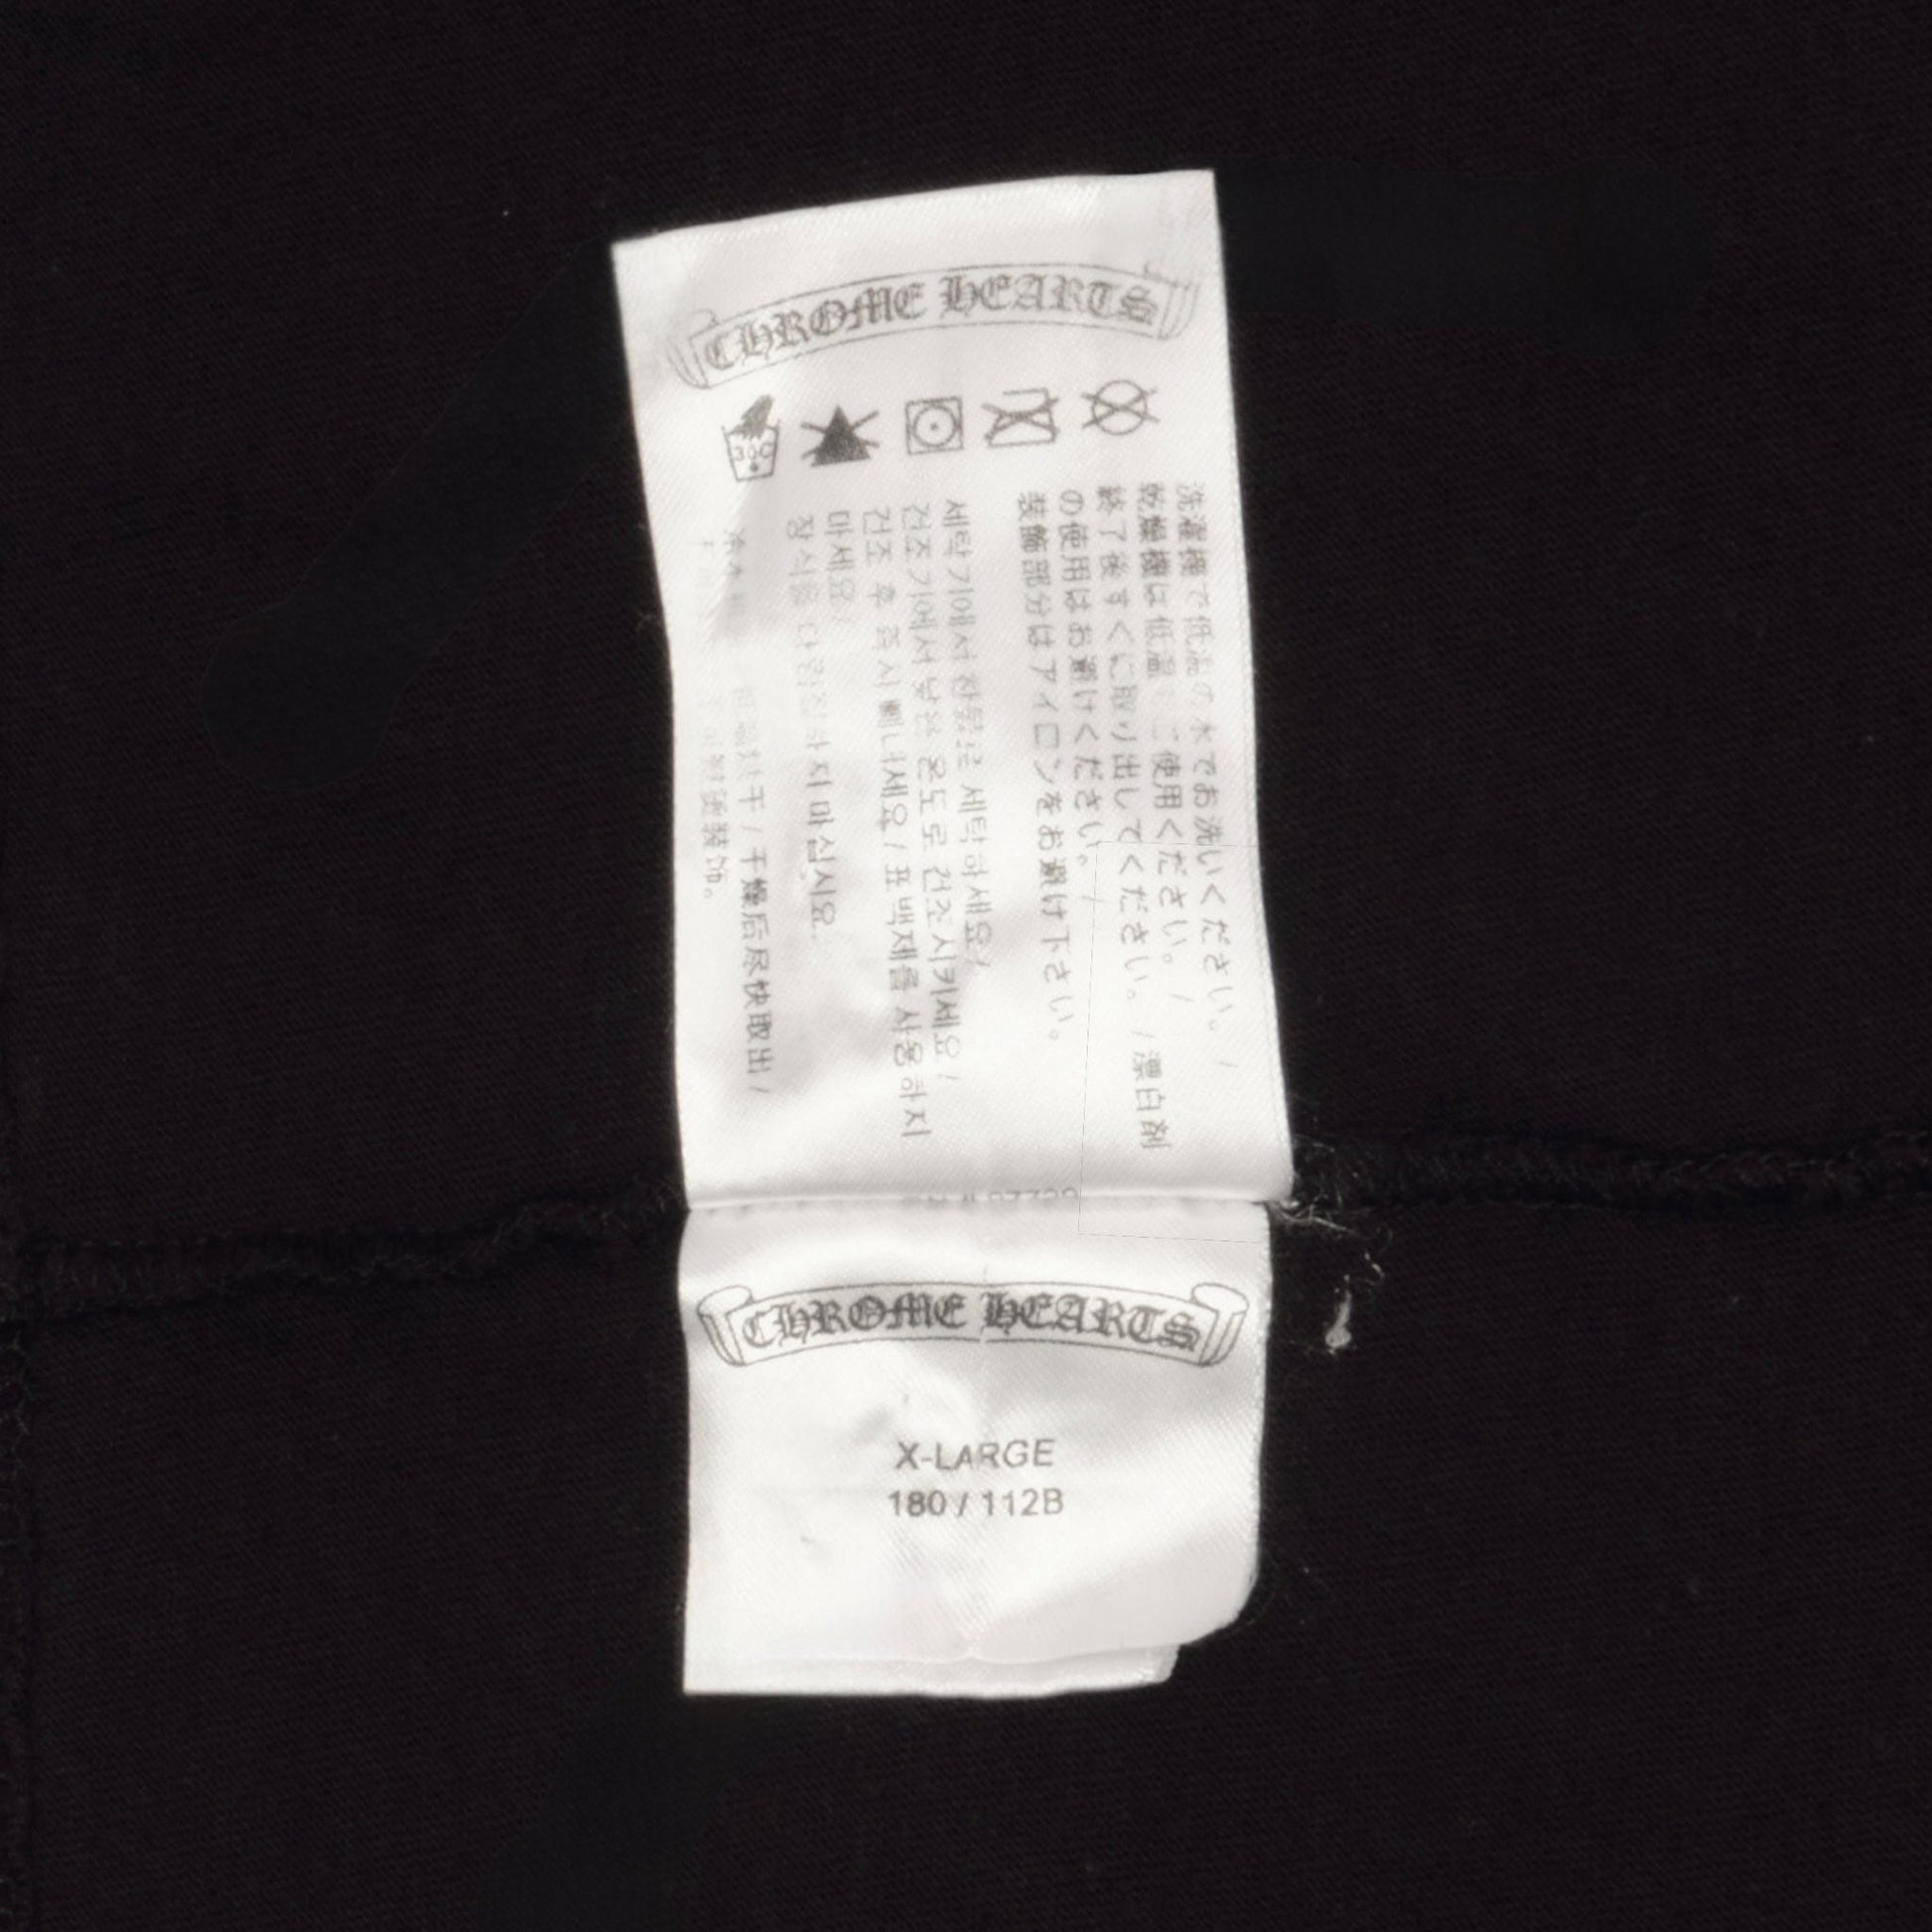 CHROME HEARTS
30C
洗濯機で低温の水でお洗いください。 /
乾燥機は低温でご使用ください。 /
終了後すぐに取り出してください。 / 漂白剤
の使用はお避けください。 /
装飾部分はアイロンをお避け下さい。
세탁기에서 찬물로 세탁하세요 /
건조기에서 낮은 온도로 건조시키세요 /
건조 후 즉시 빼내세요 / 표백제를 사용하지
마세요 /
장식을 다림질하지 마십시오.
干 / 干燥后尽快取出 /
装饰。
CHROME HEARTS
X-LARGE
180 / 112B